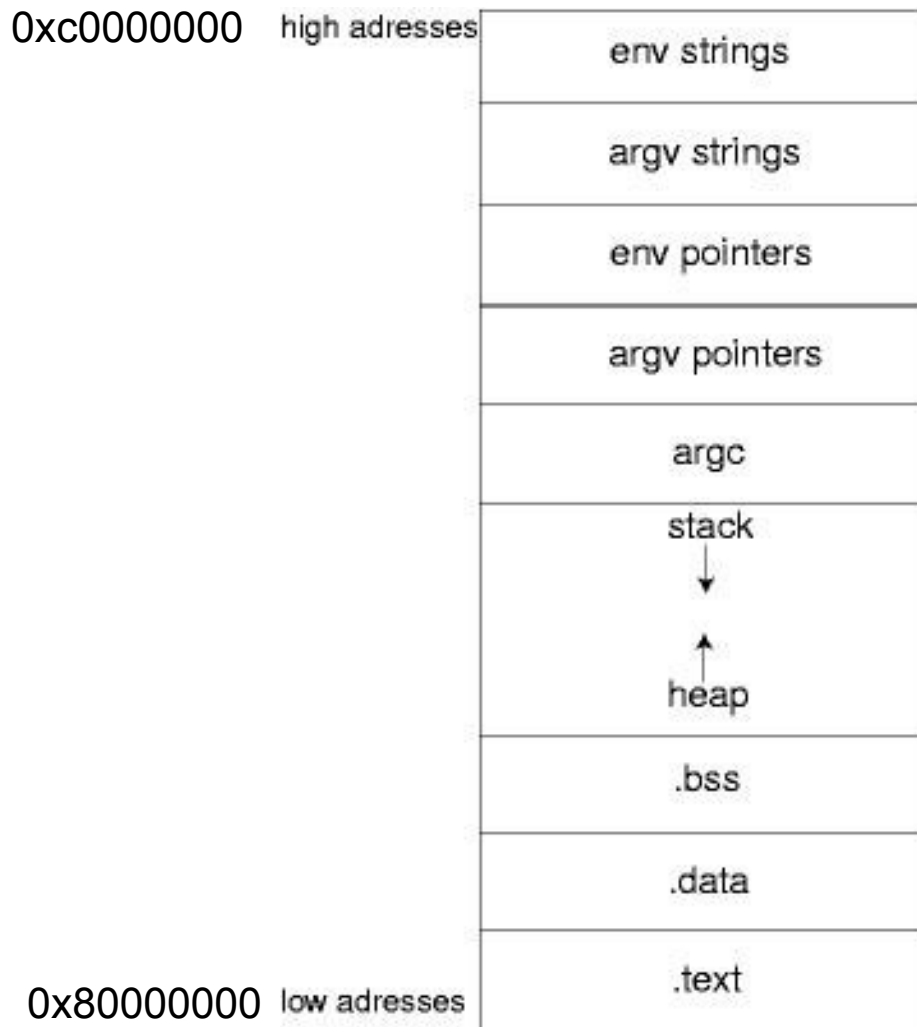 0xc0000000 high adresses
env strings
argv strings
env pointers
argv pointers
argc
stack
heap
.bss
.data
.text
0x80000000 low adresses